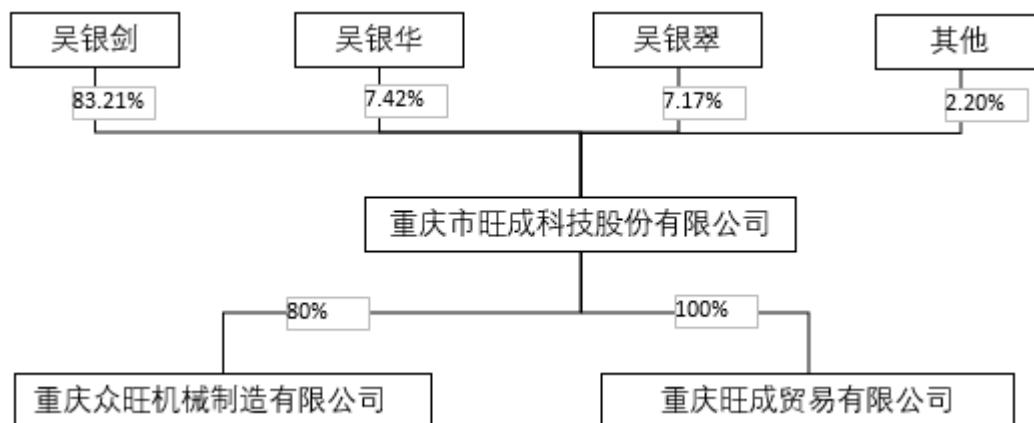 吴银剑
吴银华
吴银翠
其他
83.21%
7.42%
7.17%
2.20%
重庆市旺成科技股份有限公司
80%
100%
重庆众旺机械制造有限公司
重庆旺成贸易有限公司